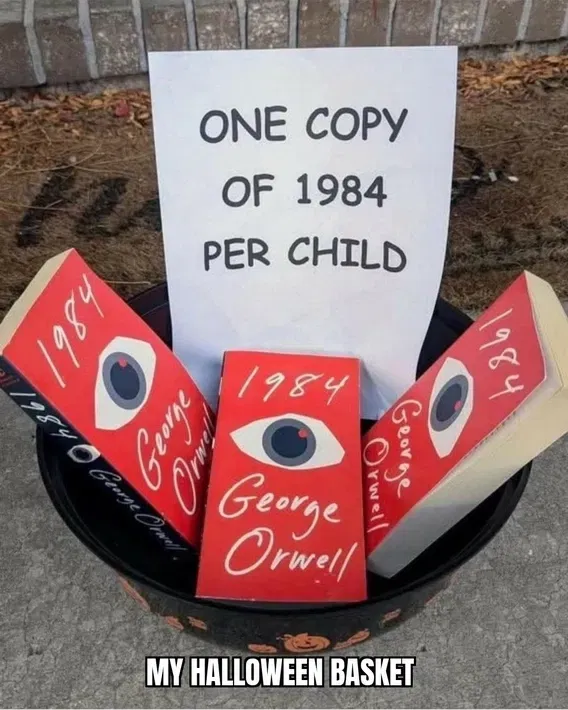 ONE COPY
OF 1984
PER CHILD
1984
George
Orwell
1984
George Orwell
1984
George
Orwell
1984
George
Orwell
MY HALLOWEEN BASKET